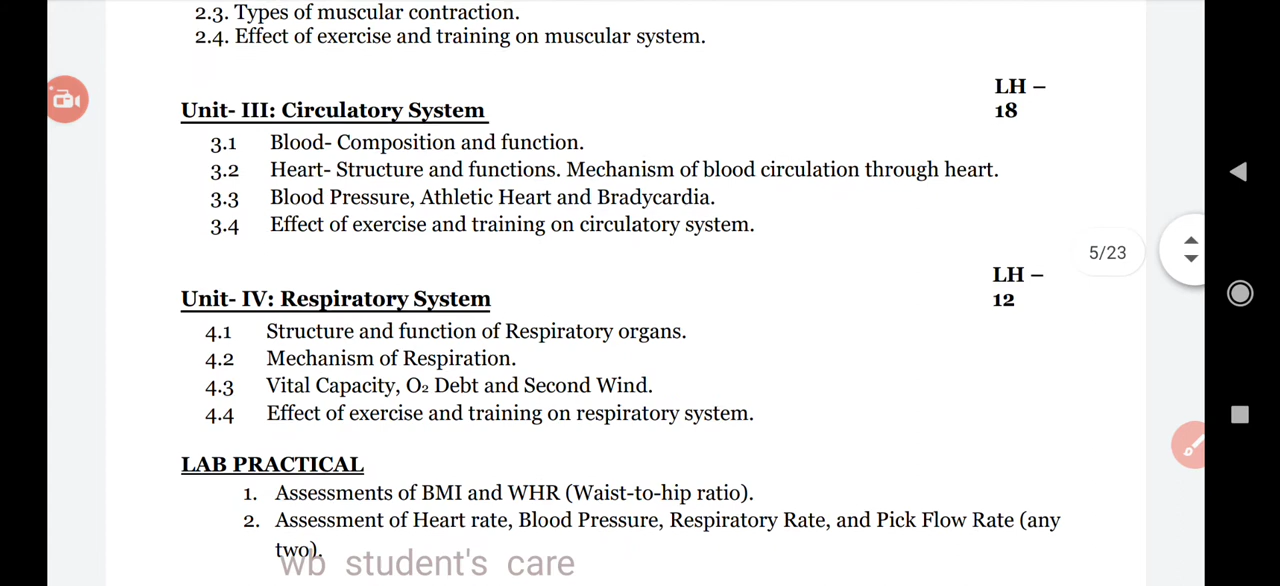 2.3. Types of muscular contraction.
2.4. Effect of exercise and training on muscular system.
LH –
Unit- III: Circulatory System 18
3.1 Blood- Composition and function.
3.2 Heart- Structure and functions. Mechanism of blood circulation through heart.
3.3 Blood Pressure, Athletic Heart and Bradycardia.
3.4 Effect of exercise and training on circulatory system.
5/23
LH –
Unit- IV: Respiratory System 12
4.1 Structure and function of Respiratory organs.
4.2 Mechanism of Respiration.
4.3 Vital Capacity, O2 Debt and Second Wind.
4.4 Effect of exercise and training on respiratory system.
LAB PRACTICAL
1. Assessments of BMI and WHR (Waist-to-hip ratio).
2. Assessment of Heart rate, Blood Pressure, Respiratory Rate, and Pick Flow Rate (any
two).
wb student's care